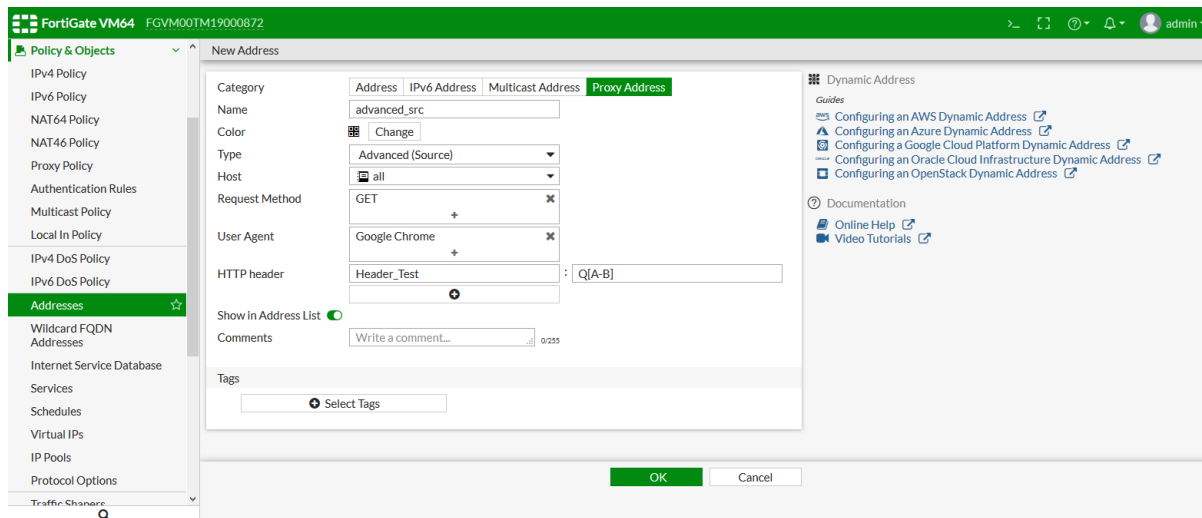 FortiGate VM64 FGVM00TM19000872
>_ admin
Policy & Objects
IPv4 Policy
IPv6 Policy
NAT64 Policy
NAT46 Policy
Proxy Policy
Authentication Rules
Multicast Policy
Local In Policy
IPv4 DoS Policy
IPv6 DoS Policy
Addresses
Wildcard FQDN
Addresses
Internet Service Database
Services
Schedules
Virtual IPs
IP Pools
Protocol Options
Traffic Shapers
New Address
Category Address IPv6 Address Multicast Address Proxy Address
Name advanced_src
Color Change
Type Advanced (Source)
Host all
Request Method GET
+
User Agent Google Chrome
+
HTTP header Header_Test : Q[A-B]
Show in Address List
Comments Write a comment... 0/255
Tags
Select Tags
OK Cancel
Dynamic Address
Guides
aws Configuring an AWS Dynamic Address
Configuring an Azure Dynamic Address
Configuring a Google Cloud Platform Dynamic Address
Configuring an Oracle Cloud Infrastructure Dynamic Address
Configuring an OpenStack Dynamic Address
Documentation
Online Help
Video Tutorials